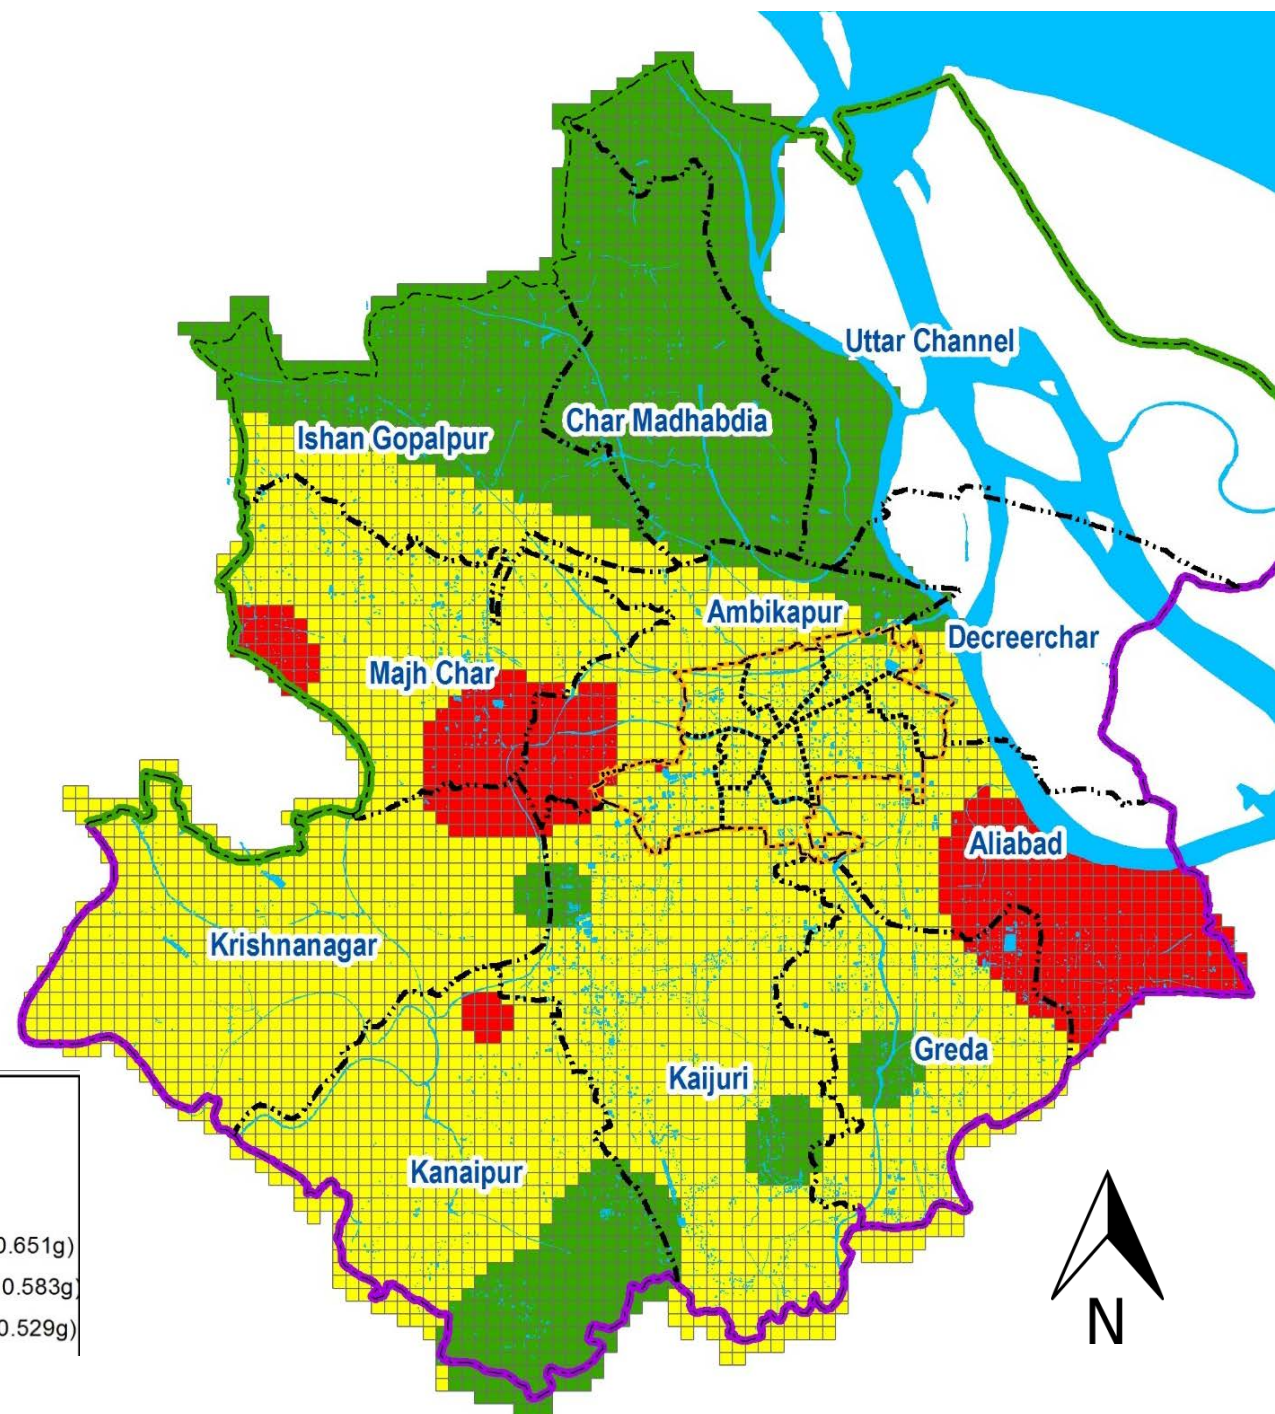 Uttar Channel
Char Madhabdia
Ishan Gopalpur
Ambikapur
Decreerchar
Majh Char
Aliabad
Krishnanagar
Greda
Kaijuri
Kanaipur
0.651g)
0.583g)
0.529g)
N